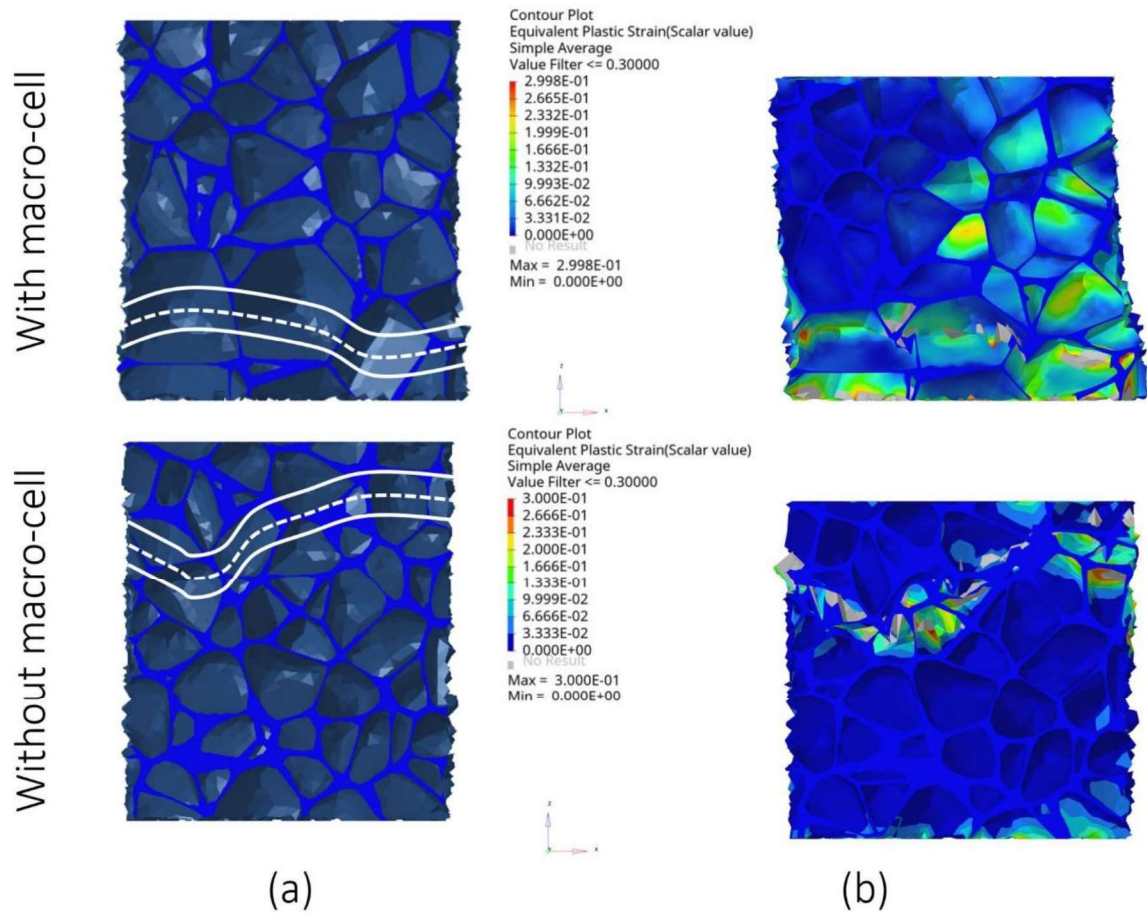 With macro-cell
Contour Plot
Equivalent Plastic Strain(Scalar value)
Simple Average
Value Filter <= 0.30000
2.998E-01
2.665E-01
2.332E-01
1.999E-01
1.666E-01
1.332E-01
9.993E-02
6.662E-02
3.331E-02
0.000E+00
No Result
Max = 2.998E-01
Min = 0.000E+00
z
Y
x
Without macro-cell
Contour Plot
Equivalent Plastic Strain(Scalar value)
Simple Average
Value Filter <= 0.30000
3.000E-01
2.666E-01
2.333E-01
2.000E-01
1.666E-01
1.333E-01
9.999E-02
6.666E-02
3.333E-02
0.000E+00
No Result
Max = 3.000E-01
Min = 0.000E+00
z
Y
x
(a)
(b)